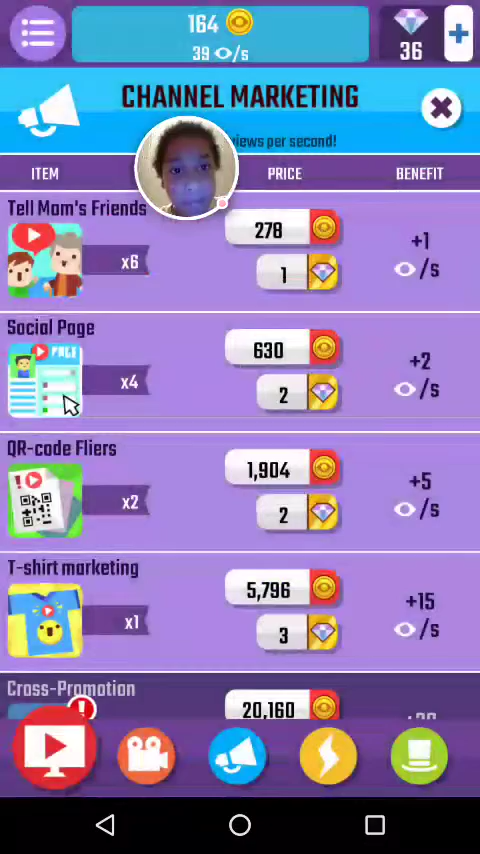 164
39 /s
36
CHANNEL MARKETING
iews per second!
ITEM PRICE BENEFIT
Tell Mom's Friends
x6
278
1
+1
/s
Social Page
PAGE
x4
630
2
+2
/s
QR-code Fliers
x2
1,904
2
+5
/s
T-shirt marketing
x1
5,796
3
+15
/s
Cross-Promotion
20,160